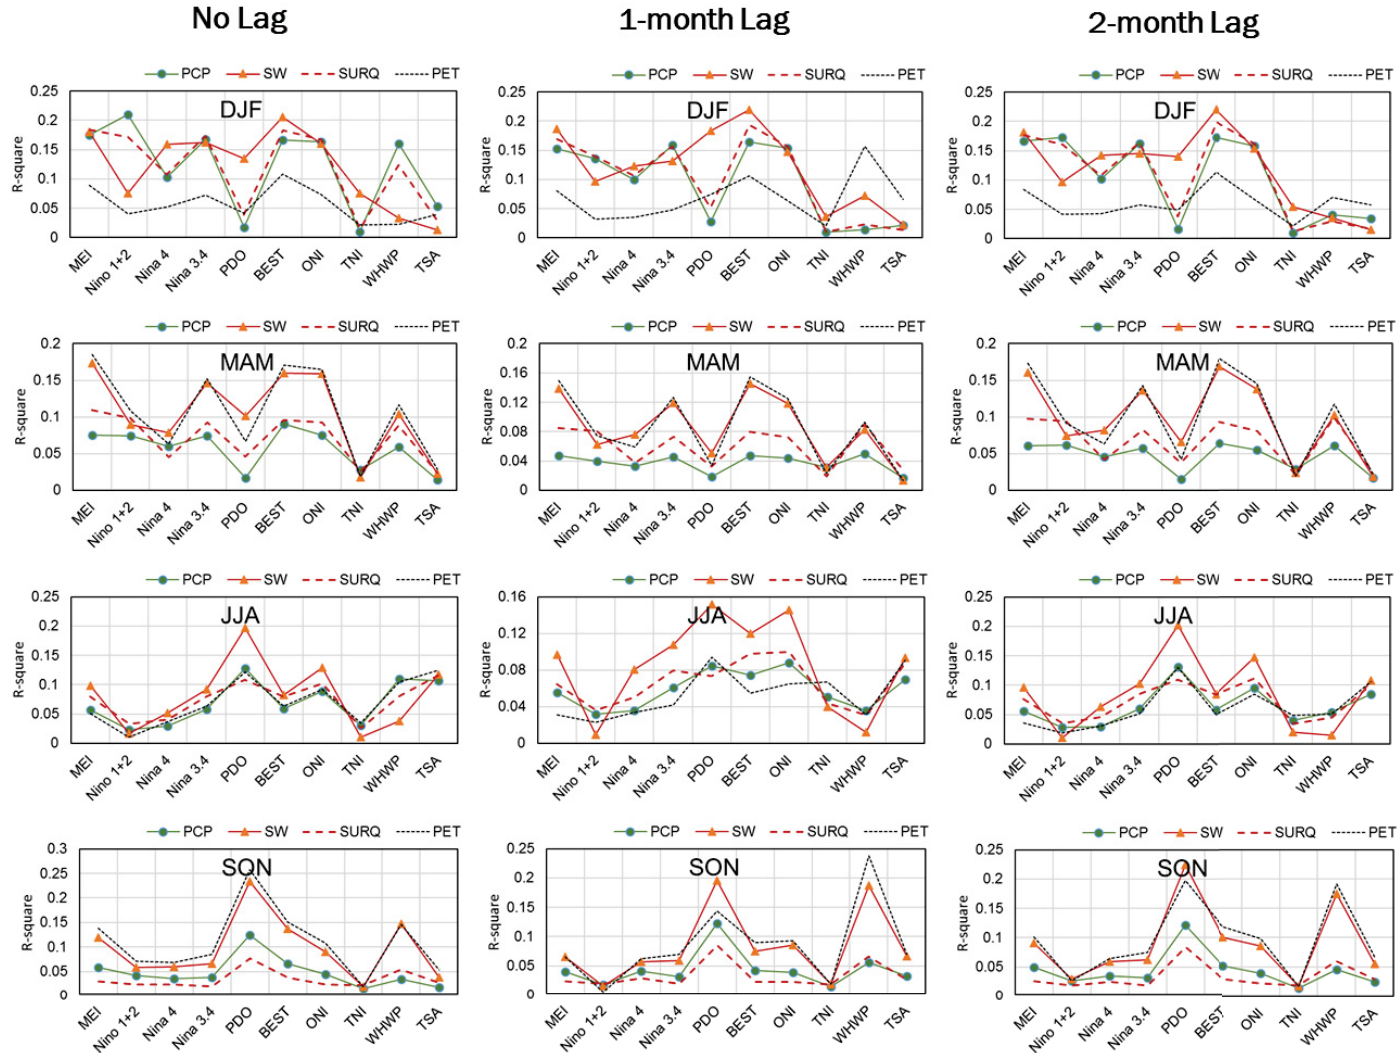 No Lag
1-month Lag
2-month Lag
PCP SW SURQ PET
DJF
R-square
0.25
0.2
0.15
0.1
0.05
0
MEI Nino 1+2 Nina 4 Nina 3.4 PDO BEST ONI TNI WHWP TSA
PCP SW SURQ PET
DJF
R-square
0.25
0.2
0.15
0.1
0.05
0
MEI Nino 1+2 Nina 4 Nina 3.4 PDO BEST ONI TNI WHWP TSA
PCP SW SURQ PET
DJF
R-square
0.25
0.2
0.15
0.1
0.05
0
MEI Nino 1+2 Nina 4 Nina 3.4 PDO BEST ONI TNI WHWP TSA
PCP SW SURQ PET
MAM
R-square
0.2
0.15
0.1
0.05
0
MEI Nino 1+2 Nina 4 Nina 3.4 PDO BEST ONI TNI WHWP TSA
PCP SW SURQ PET
MAM
R-square
0.2
0.16
0.12
0.08
0.04
0
MEI Nino 1+2 Nina 4 Nina 3.4 PDO BEST ONI TNI WHWP TSA
PCP SW SURQ PET
MAM
R-square
0.2
0.15
0.1
0.05
0
MEI Nino 1+2 Nina 4 Nina 3.4 PDO BEST ONI TNI WHWP TSA
PCP SW SURQ PET
JJA
R-square
0.25
0.2
0.15
0.1
0.05
0
MEI Nino 1+2 Nina 4 Nina 3.4 PDO BEST ONI TNI WHWP TSA
PCP SW SURQ PET
JJA
R-square
0.16
0.12
0.08
0.04
0
MEI Nino 1+2 Nina 4 Nina 3.4 PDO BEST ONI TNI WHWP TSA
PCP SW SURQ PET
JJA
R-square
0.25
0.2
0.15
0.1
0.05
0
MEI Nino 1+2 Nina 4 Nina 3.4 PDO BEST ONI TNI WHWP TSA
PCP SW SURQ PET
SON
R-square
0.3
0.25
0.2
0.15
0.1
0.05
0
MEI Nino 1+2 Nina 4 Nina 3.4 PDO BEST ONI TNI WHWP TSA
PCP SW SURQ PET
SON
R-square
0.25
0.2
0.15
0.1
0.05
0
MEI Nino 1+2 Nina 4 Nina 3.4 PDO BEST ONI TNI WHWP TSA
PCP SW SURQ PET
SON
R-square
0.25
0.2
0.15
0.1
0.05
0
MEI Nino 1+2 Nina 4 Nina 3.4 PDO BEST ONI TNI WHWP TSA